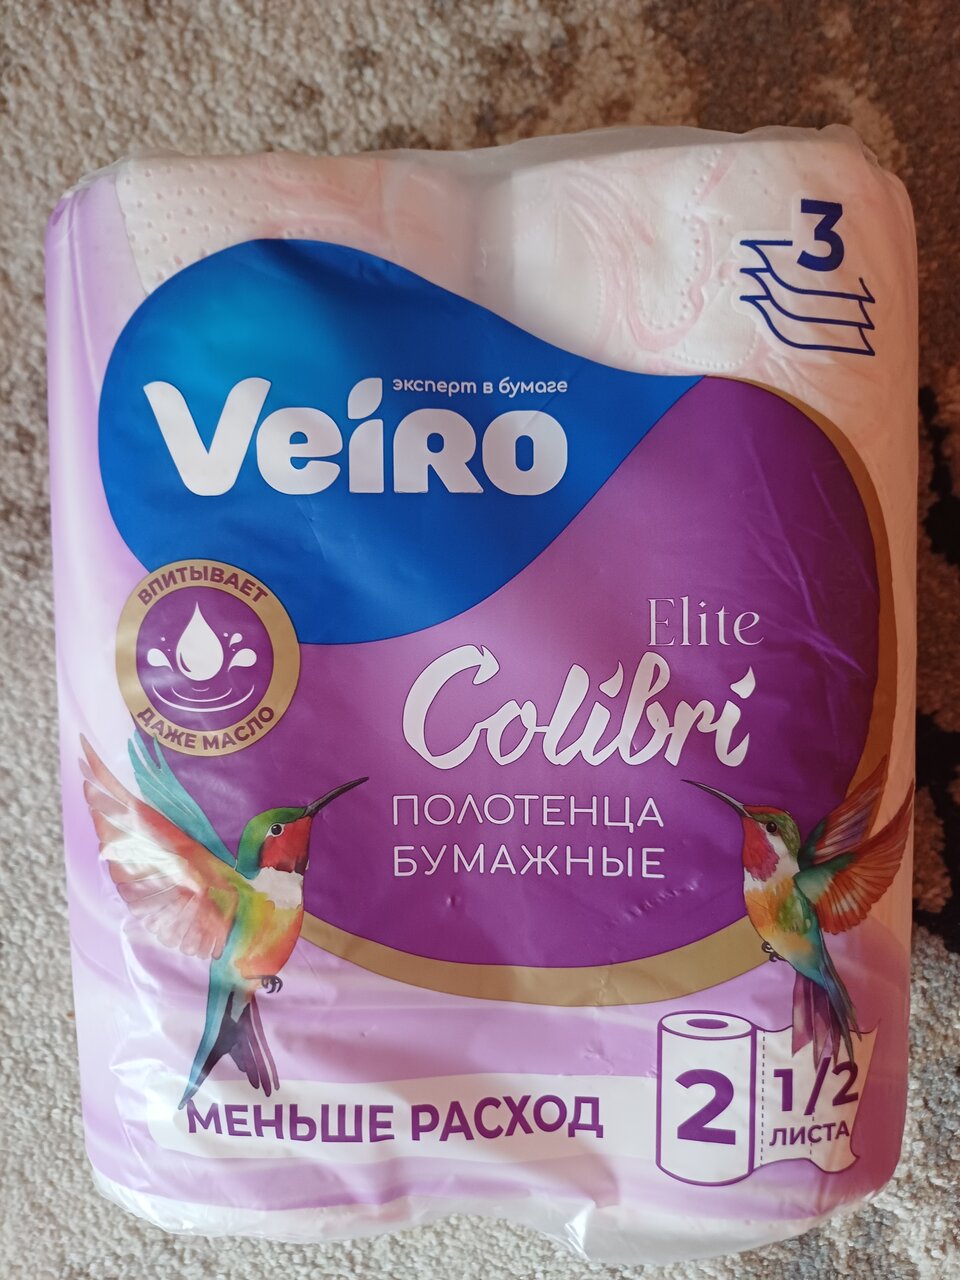 3
эксперт в бумаге
Veiro
ВПИТЫВАЕТ
ДАЖЕ МАСЛО
Elite
Colibri
ПОЛОТЕНЦА
БУМАЖНЫЕ
МЕНЬШЕ РАСХОД
2
1/2
ЛИСТА